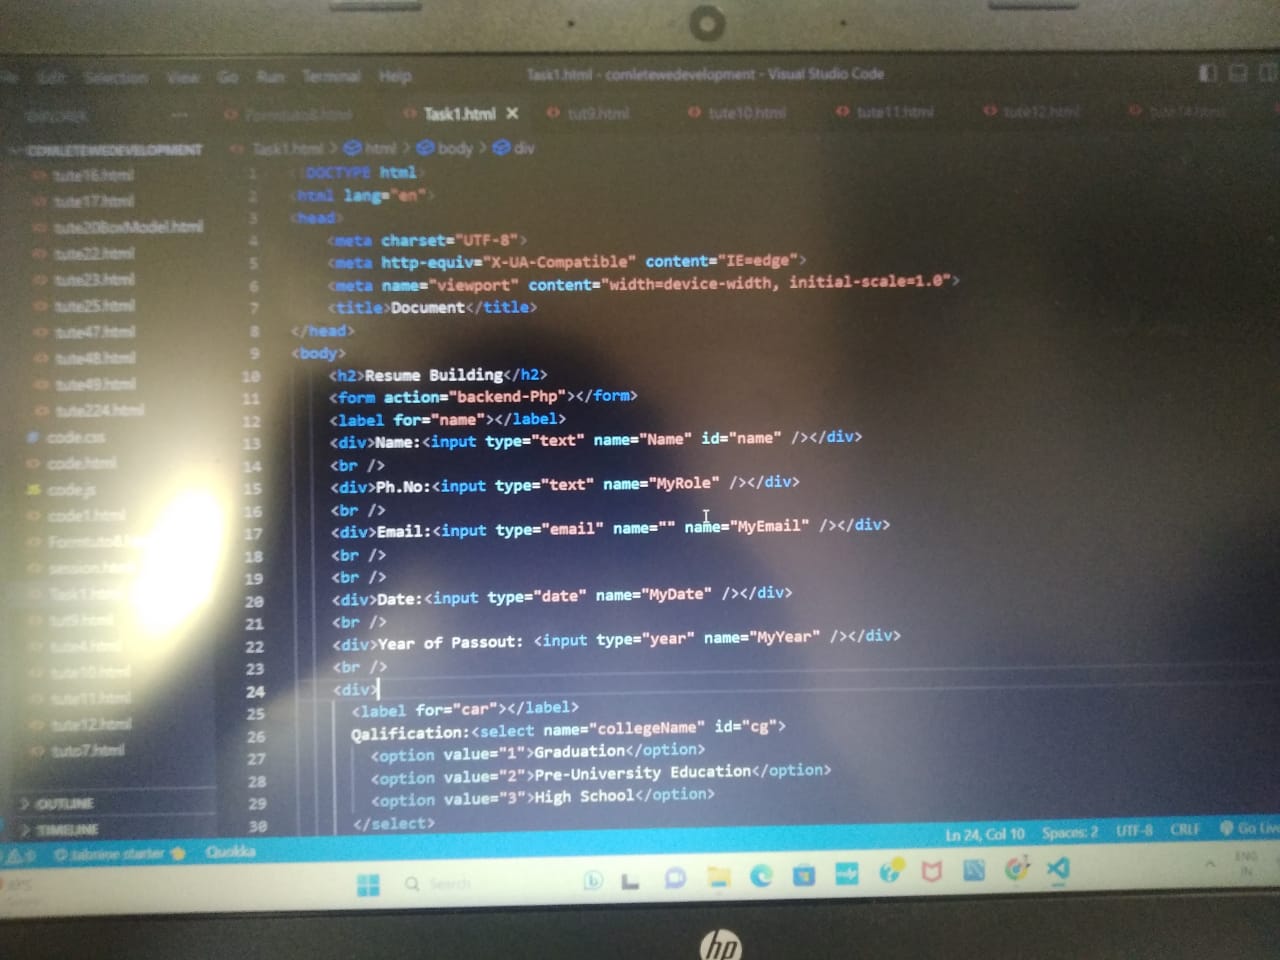 Edit Selection View Go Run Terminal Help
Task1.html - comletewedevelopment - Visual Studio Code
EXPLORER
Formtuto8.html
Task1.html
tut9.html
tute10.html
tute11.html
tute12.html
tute14.html
COMLETEWEDEVELOPMENT
Task1.html > html > body > div
tute16.html
tute17.html
tute20BoxModel.html
tute22.html
tute23.html
tute25.html
tute47.html
tute48.html
tute49.html
tute224.html
code.css
code.html
code.js
code1.html
Formtuto8.h
session.h
Task1
tut9.html
tute4.html
tute10.html
tute11.html
tute12.html
tuto7.html
OUTLINE
TIMELINE
1 DOCTYPE html
2 <html lang="en">
3 <head>
4 <meta charset="UTF-8">
5 <meta http-equiv="X-UA-Compatible" content="IE=edge">
6 <meta name="viewport" content="width=device-width, initial-scale=1.0">
7 <title>Document</title>
8 </head>
9 <body>
10 <h2>Resume Building</h2>
11 <form action="backend-Php"></form>
12 <label for="name"></label>
13 <div>Name:<input type="text" name="Name" id="name" /></div>
14 <br />
15 <div>Ph.No:<input type="text" name="MyRole" /></div>
16 <br />
17 <div>Email:<input type="email" name="" name="MyEmail" /></div>
18 <br />
19 <br />
20 <div>Date:<input type="date" name="MyDate" /></div>
21 <br />
22 <div>Year of Passout: <input type="year" name="MyYear" /></div>
23 <br />
24 <div>
25 <label for="car"></label>
26 Qalification:<select name="collegeName" id="cg">
27 <option value="1">Graduation</option>
28 <option value="2">Pre-University Education</option>
29 <option value="3">High School</option>
30 </select>
tabnine starter
Quokka
Ln 24, Col 10 Spaces: 2 UTF-8 CRLF Go Live
Search
ENG
IN
hp